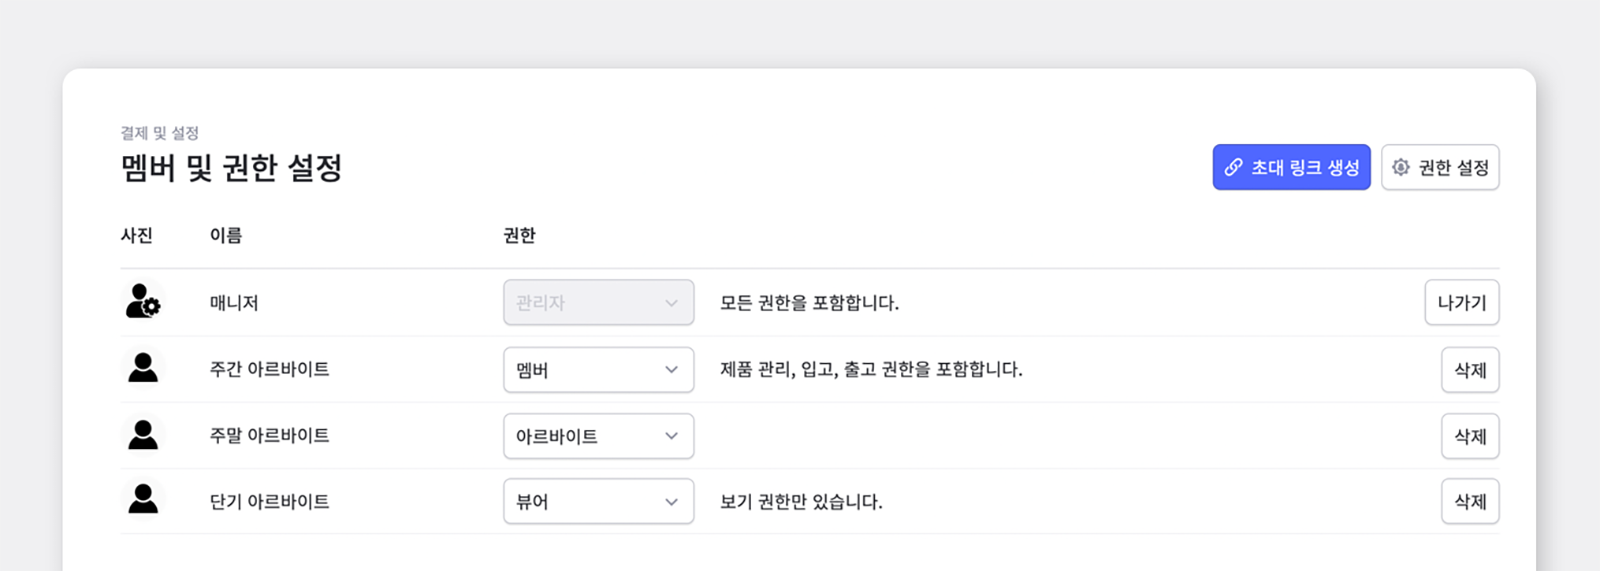 결제 및 설정
멤버 및 권한 설정
초대 링크 생성 권한 설정
사진 이름 권한
매니저 관리자 모든 권한을 포함합니다. 나가기
주간 아르바이트 멤버 제품 관리, 입고, 출고 권한을 포함합니다. 삭제
주말 아르바이트 아르바이트 삭제
단기 아르바이트 뷰어 보기 권한만 있습니다. 삭제